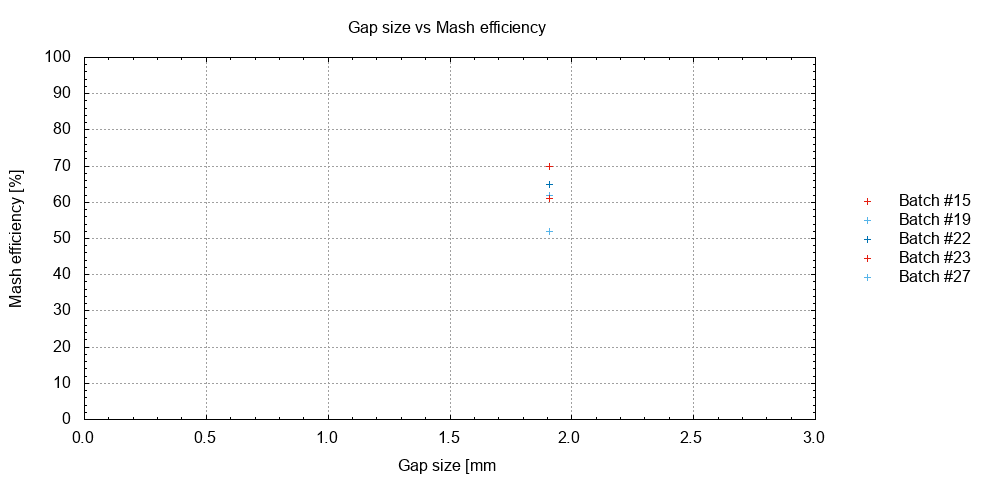 Gap size vs Mash efficiency
100
90
80
70
60
50
40
30
20
10
0
Mash efficiency [%]
0.0 0.5 1.0 1.5 2.0 2.5 3.0
Gap size [mm
Batch #15
Batch #19
Batch #22
Batch #23
Batch #27